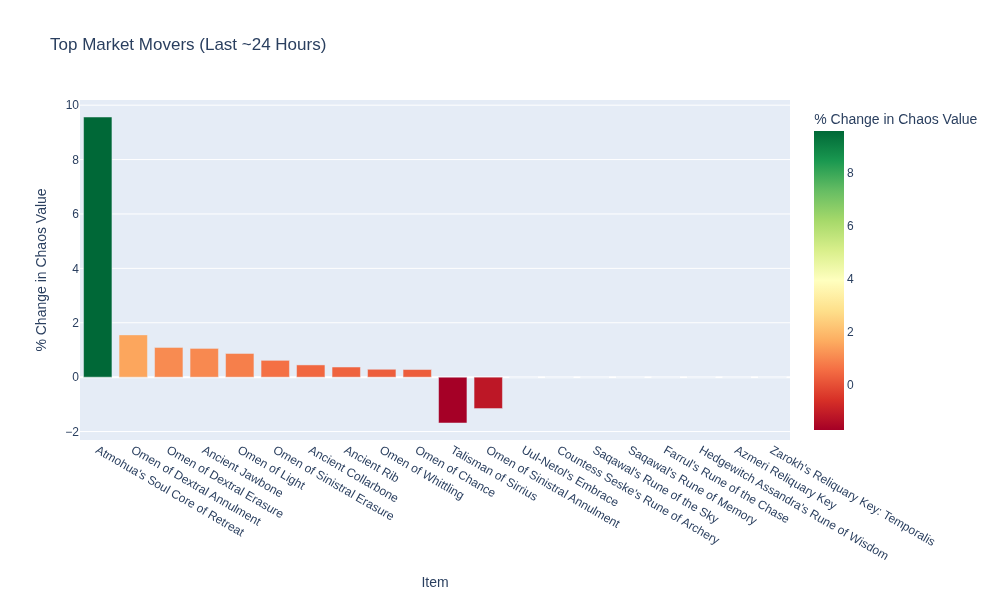 Top Market Movers (Last ~24 Hours)
% Change in Chaos Value
10
8
6
4
2
0
−2
Atmohua's Soul Core of Retreat
Omen of Dextral Annulment
Omen of Dextral Erasure
Ancient Jawbone
Omen of Light
Omen of Sinistral Erasure
Ancient Collarbone
Ancient Rib
Omen of Whittling
Omen of Chance
Talisman of Sirrius
Omen of Sinistral Annulment
Uul-Netol's Embrace
Countess Seske's Rune of Archery
Saqawal's Rune of the Sky
Saqawal's Rune of Memory
Farrul's Rune of the Chase
Hedgewitch Assandra's Rune of Wisdom
Azmeri Reliquary Key
Zarokh's Reliquary Key: Temporalis
Item
% Change in Chaos Value
8
6
4
2
0